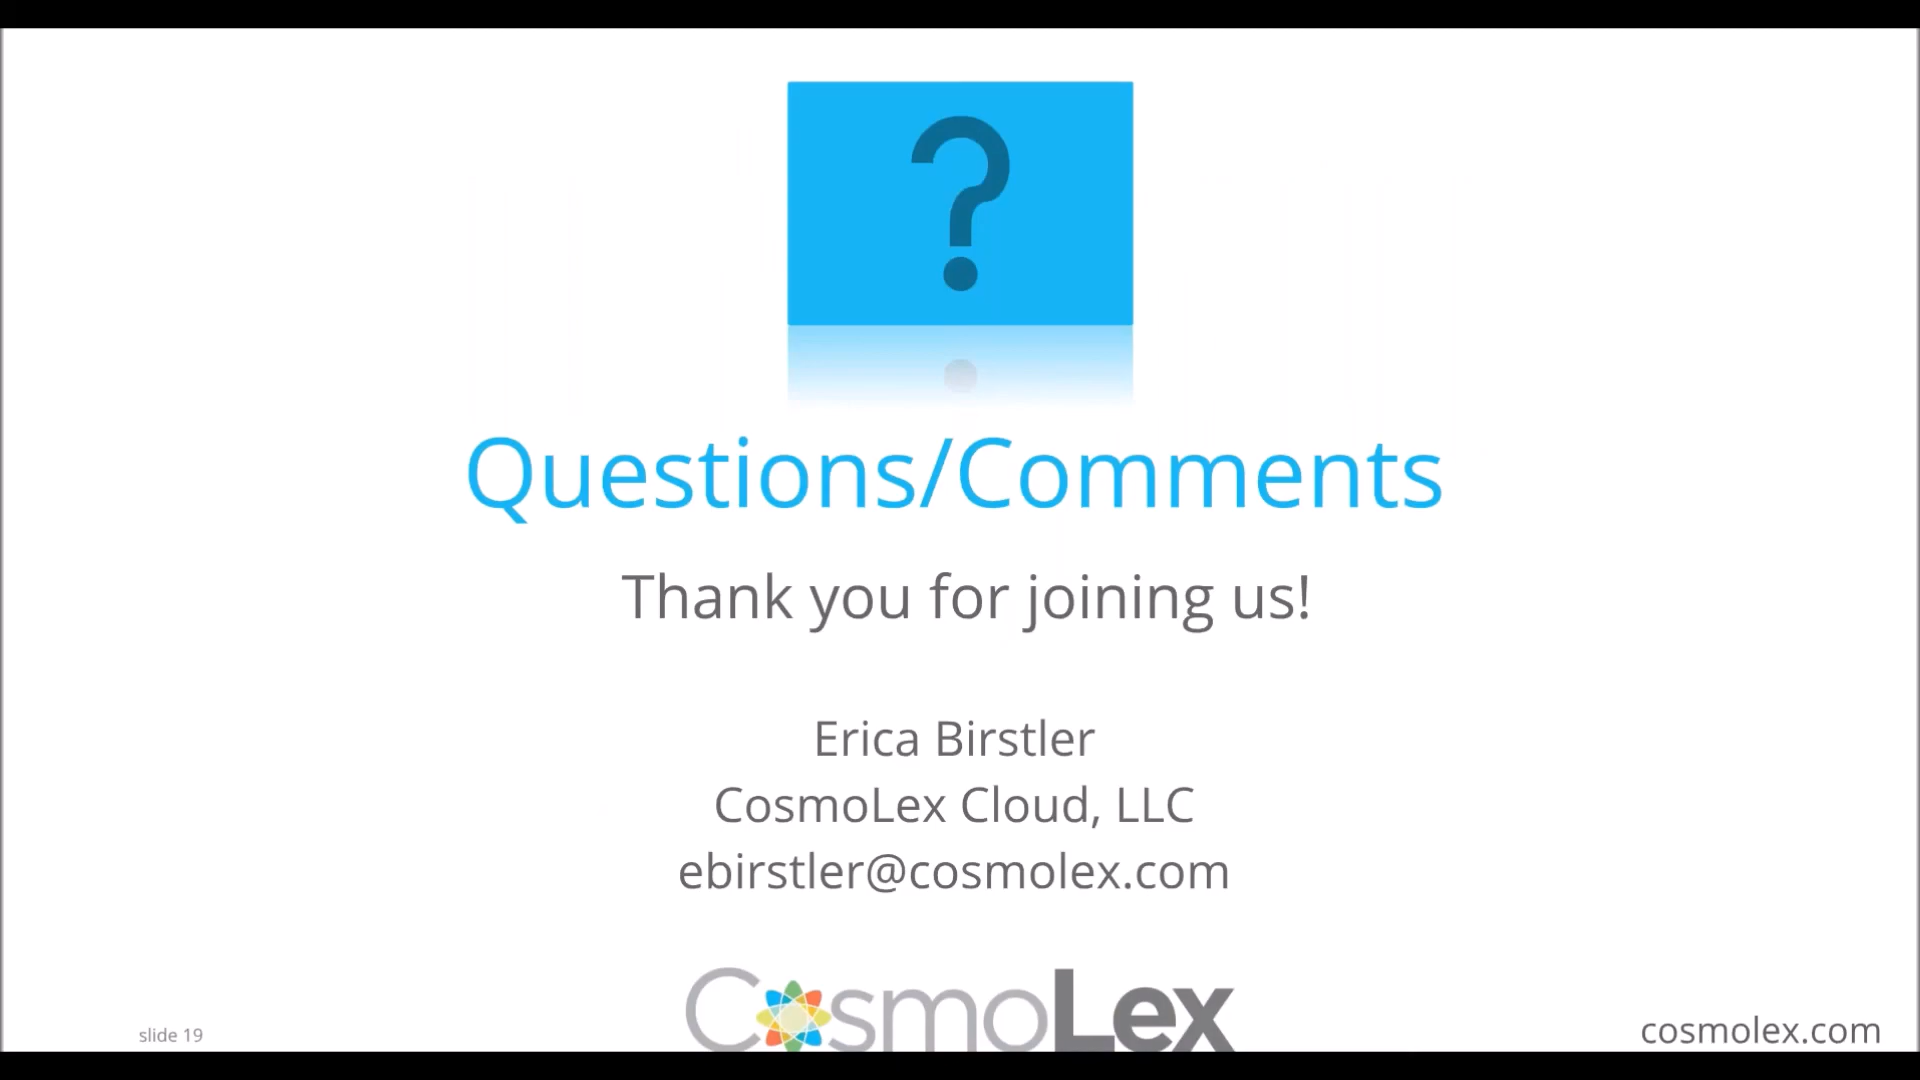 ?
Questions/Comments
Thank you for joining us!
Erica Birstler
CosmoLex Cloud, LLC
ebirstler@cosmolex.com
CosmoLex
slide 19
cosmolex.com